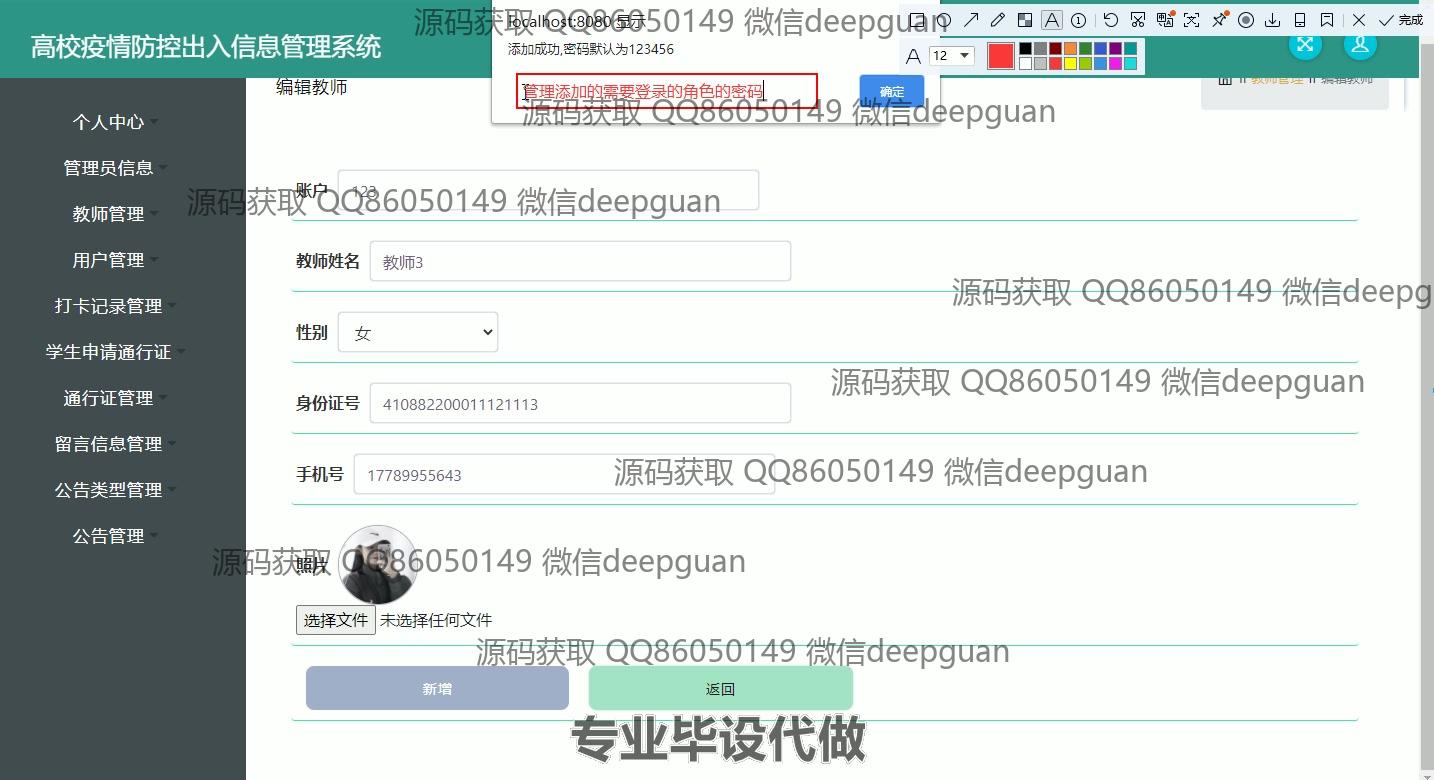 源码获取 QQ86050149 微信deepguan
localhost:8080 显示
添加成功,密码默认为123456
管理添加的需要登录的角色的密码
确定
完成
A 12
高校疫情防控出入信息管理系统
源码获取 QQ86050149 微信deepguan
编辑教师
教师管理 // 编辑教师
个人中心
管理员信息
教师管理
用户管理
打卡记录管理
学生申请通行证
通行证管理
留言信息管理
公告类型管理
公告管理
账户 123
源码获取 QQ86050149 微信deepguan
教师姓名 教师3
源码获取 QQ86050149 微信deepg
性别 女
源码获取 QQ86050149 微信deepguan
身份证号 410882200011121113
手机号 17789955643
源码获取 QQ86050149 微信deepguan
照片
源码获取 QQ86050149 微信deepguan
选择文件 未选择任何文件
源码获取 QQ86050149 微信deepguan
新增
返回
专业毕设代做